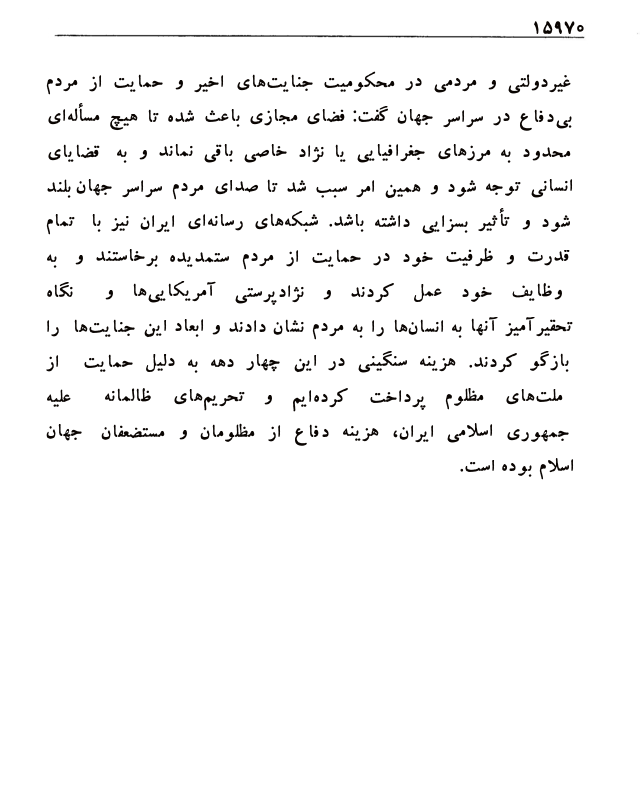 ۱۵۹۷۰
غیردولتی و مردمی در محکومیت جنایت‌های اخیر و حمایت از مردم
بی‌دفاع در سراسر جهان گفت: فضای مجازی باعث شده تا هیچ مسأله‌ای
محدود به مرزهای جغرافیایی یا نژاد خاصی باقی نماند و به قضایای
انسانی توجه شود و همین امر سبب شد تا صدای مردم سراسر جهان بلند
شود و تأثیر بسزایی داشته باشد. شبکه‌های رسانه‌ای ایران نیز با تمام
قدرت و ظرفیت خود در حمایت از مردم ستمدیده برخاستند و به
وظایف خود عمل کردند و نژادپرستی آمریکایی‌ها و نگاه
تحقیرآمیز آنها به انسان‌ها را به مردم نشان دادند و ابعاد این جنایت‌ها را
بازگو کردند. هزینه سنگینی در این چهار دهه به دلیل حمایت از
ملت‌های مظلوم پرداخت کرده‌ایم و تحریم‌های ظالمانه علیه
جمهوری اسلامی ایران، هزینه دفاع از مظلومان و مستضعفان جهان
اسلام بوده است.